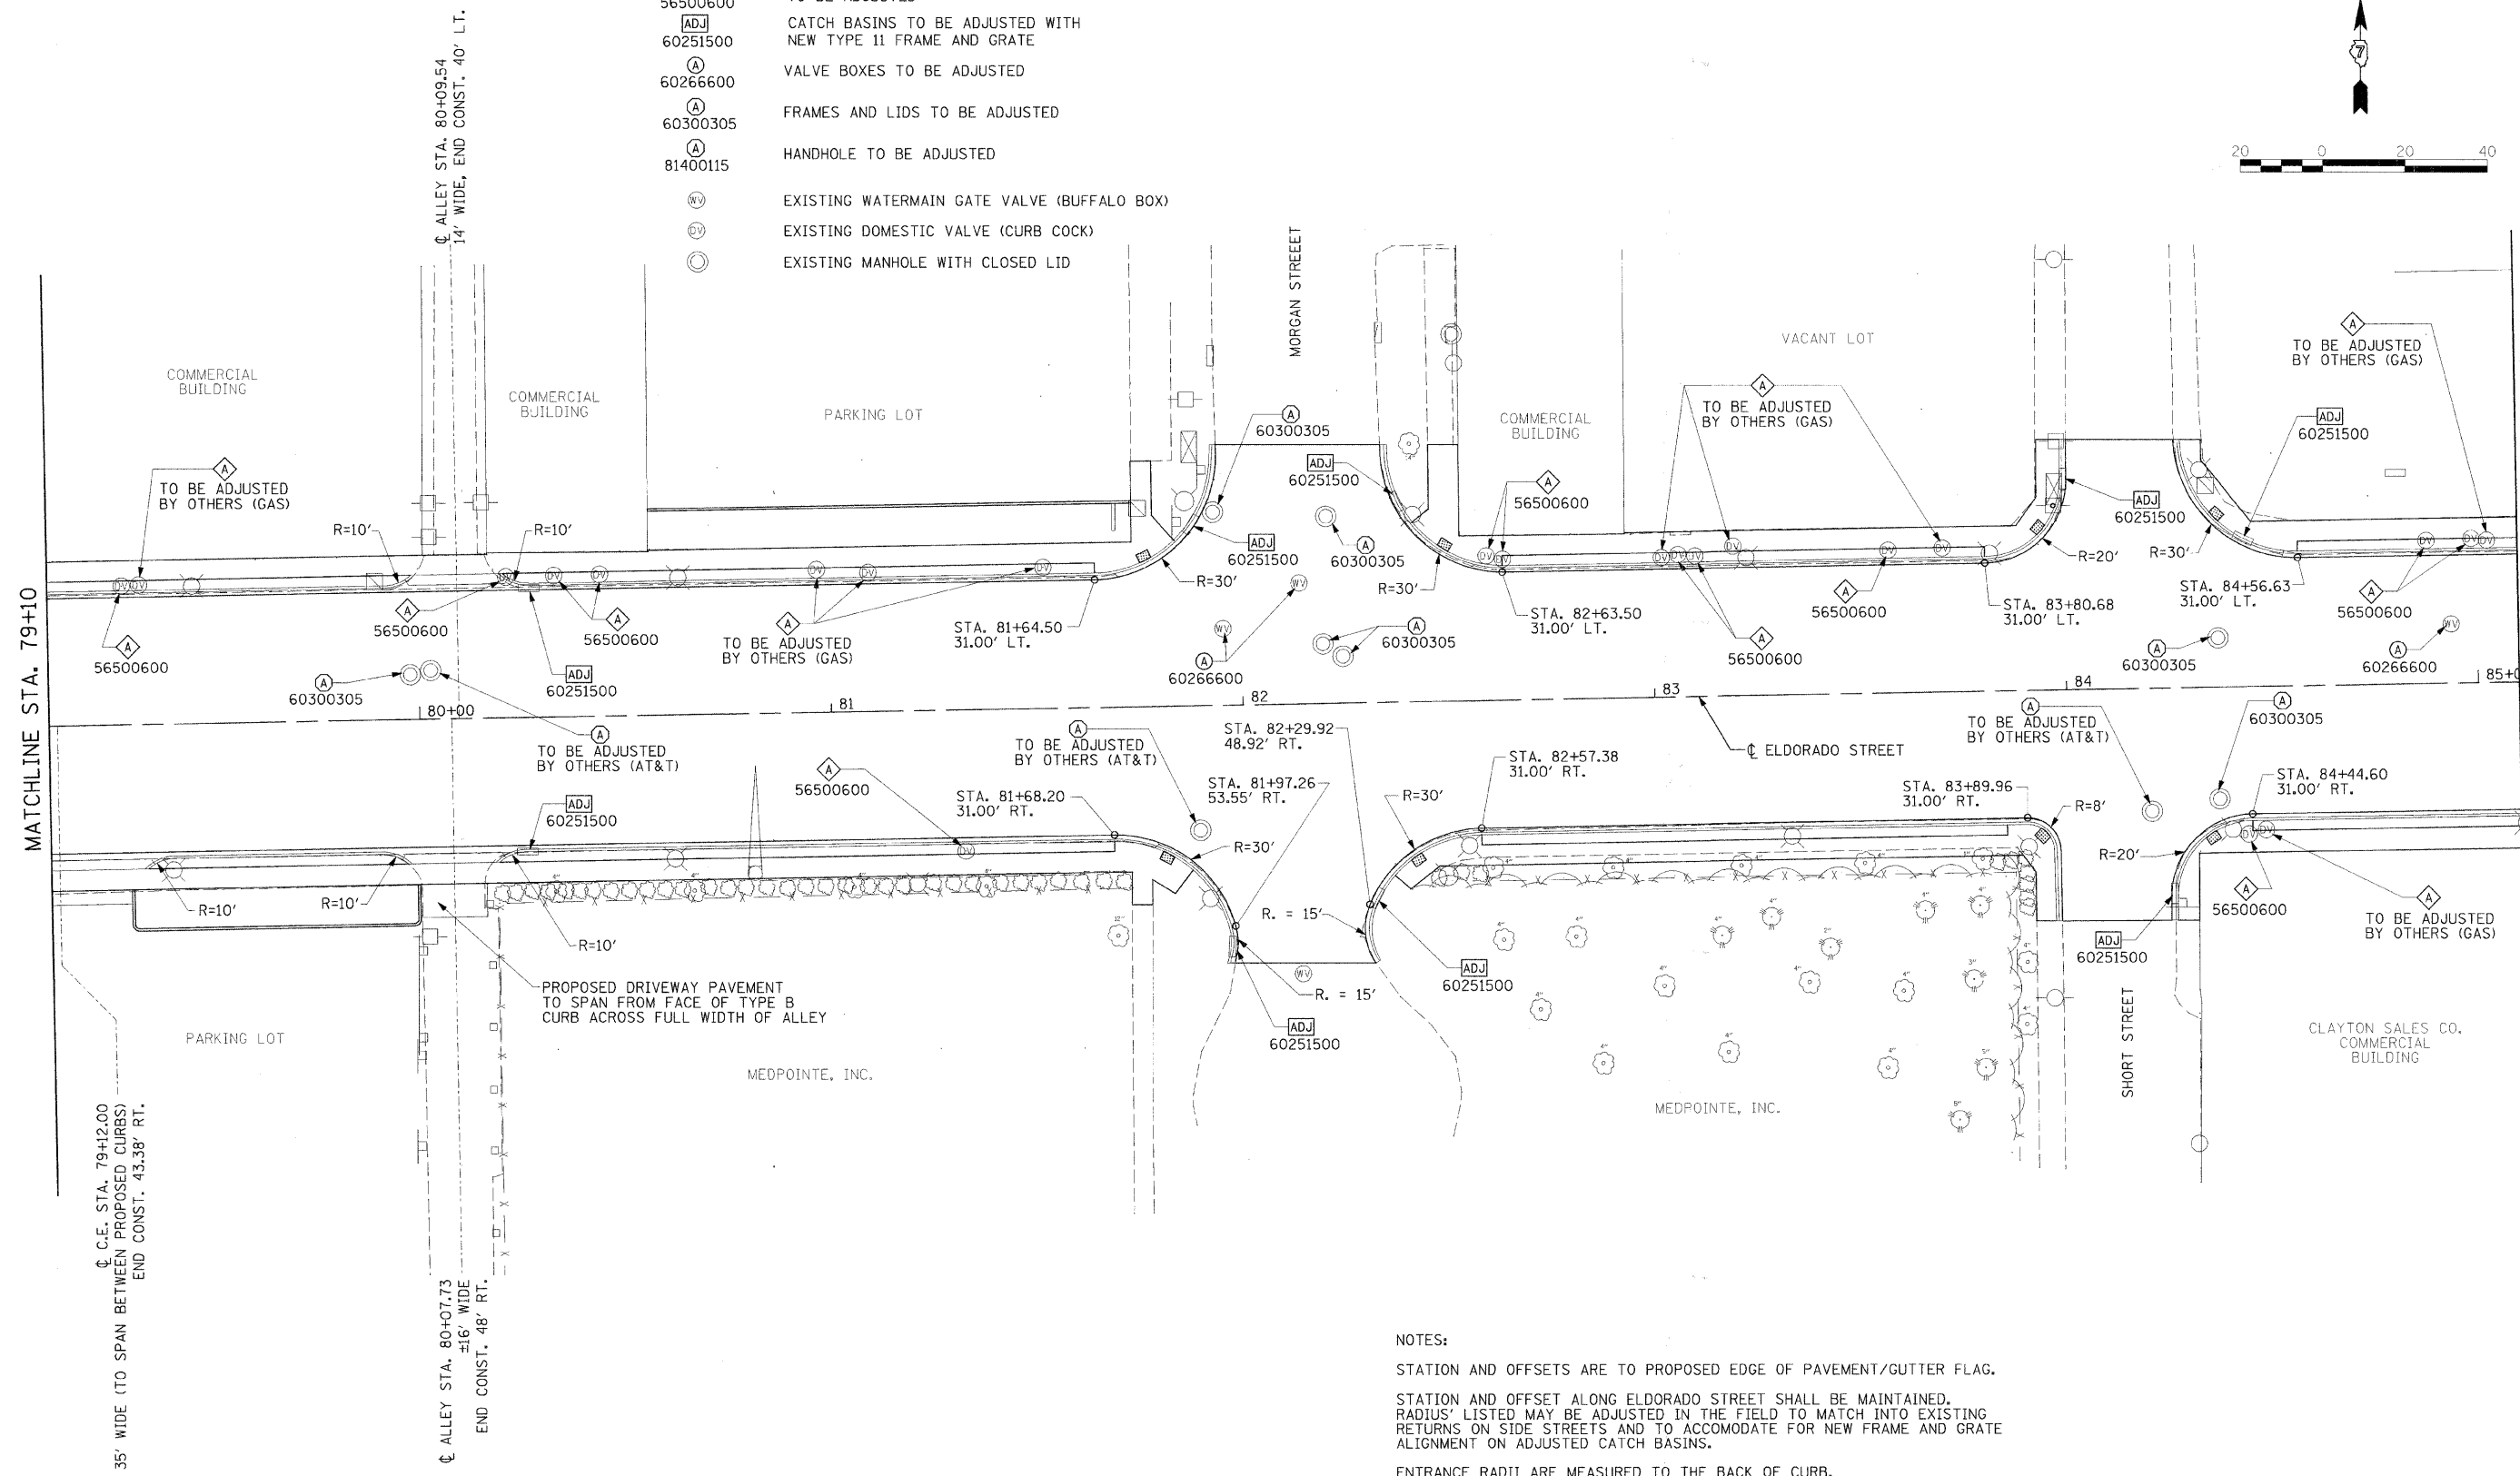 56500600
ADJ
60251500
CATCH BASINS TO BE ADJUSTED WITH
NEW TYPE 11 FRAME AND GRATE
A
60266600
VALVE BOXES TO BE ADJUSTED
A
60300305
FRAMES AND LIDS TO BE ADJUSTED
A
81400115
HANDHOLE TO BE ADJUSTED
WV
EXISTING WATERMAIN GATE VALVE (BUFFALO BOX)
DV
EXISTING DOMESTIC VALVE (CURB COCK)
EXISTING MANHOLE WITH CLOSED LID
20 0 20 40
℄ ALLEY STA. 80+09.54
14' WIDE, END CONST. 40' LT.
MORGAN STREEET
COMMERCIAL
BUILDING
COMMERCIAL
BUILDING
PARKING LOT
COMMERCIAL
BUILDING
VACANT LOT
A
TO BE ADJUSTED
BY OTHERS (GAS)
A
TO BE ADJUSTED
BY OTHERS (GAS)
A
TO BE ADJUSTED
BY OTHERS (GAS)
A
60300305
ADJ
60251500
ADJ
60251500
A
56500600
ADJ
60251500
R=10'
R=10'
ADJ
60251500
A
60300305
R=30'
R=30'
R=20'
R=30'
MATCHLINE STA. 79+10
A
56500600
A
56500600
A
56500600
A
TO BE ADJUSTED
BY OTHERS (GAS)
STA. 81+64.50
31.00' LT.
A
60266600
A
60300305
STA. 82+63.50
31.00' LT.
A
56500600
A
56500600
STA. 83+80.68
31.00' LT.
STA. 84+56.63
31.00' LT.
A
56500600
A
60300305
ADJ
60251500
A
60300305
A
60266600
80+00
81
82
83
84
85+0
A
TO BE ADJUSTED
BY OTHERS (AT&T)
A
TO BE ADJUSTED
BY OTHERS (AT&T)
STA. 82+29.92
48.92' RT.
℄ ELDORADO STREET
A
TO BE ADJUSTED
BY OTHERS (AT&T)
A
60300305
A
56500600
ADJ
60251500
STA. 81+68.20
31.00' RT.
STA. 81+97.26
53.55' RT.
R=30'
STA. 82+57.38
31.00' RT.
STA. 83+89.96
31.00' RT.
R=8'
STA. 84+44.60
31.00' RT.
R=30'
R=20'
R=10'
R=10'
R=10'
R. = 15'
R. = 15'
ADJ
60251500
ADJ
60251500
ADJ
60251500
A
56500600
A
TO BE ADJUSTED
BY OTHERS (GAS)
PROPOSED DRIVEWAY PAVEMENT
TO SPAN FROM FACE OF TYPE B
CURB ACROSS FULL WIDTH OF ALLEY
PARKING LOT
MEDPOINTE, INC.
MEDPOINTE, INC.
SHORT STREET
CLAYTON SALES CO.
COMMERCIAL
BUILDING
℄ C.E. STA. 79+12.00
35' WIDE (TO SPAN BETWEEN PROPOSED CURBS)
END CONST. 43.38' RT.
℄ ALLEY STA. 80+07.73
±16' WIDE
END CONST. 48' RT.
NOTES:
STATION AND OFFSETS ARE TO PROPOSED EDGE OF PAVEMENT/GUTTER FLAG.
STATION AND OFFSET ALONG ELDORADO STREET SHALL BE MAINTAINED.
RADIUS' LISTED MAY BE ADJUSTED IN THE FIELD TO MATCH INTO EXISTING
RETURNS ON SIDE STREETS AND TO ACCOMODATE FOR NEW FRAME AND GRATE
ALIGNMENT ON ADJUSTED CATCH BASINS.
ENTRANCE RADII ARE MEASURED TO THE BACK OF CURB.